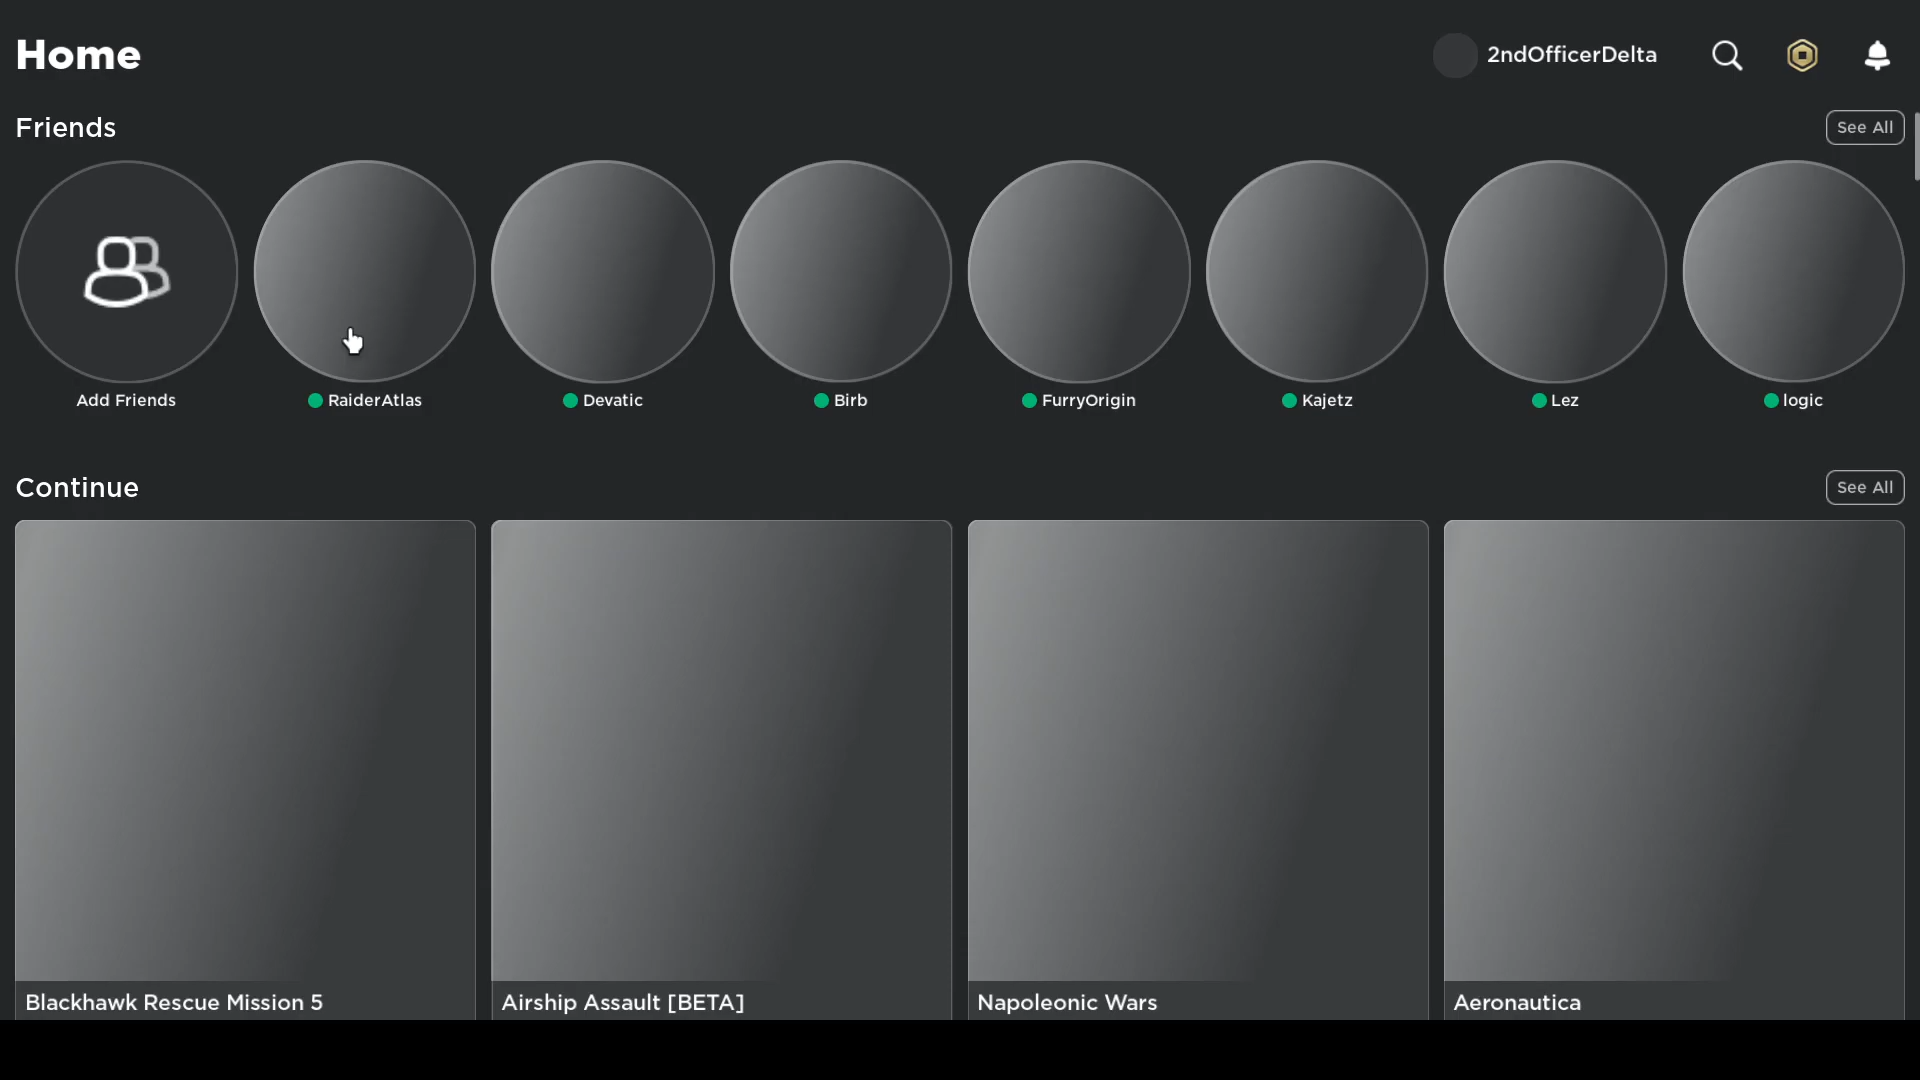 Home
2ndOfficerDelta
Friends
See All
Add Friends
RaiderAtlas
Devatic
Birb
FurryOrigin
Kajetz
Lez
logic
Continue
See All
Blackhawk Rescue Mission 5
Airship Assault [BETA]
Napoleonic Wars
Aeronautica